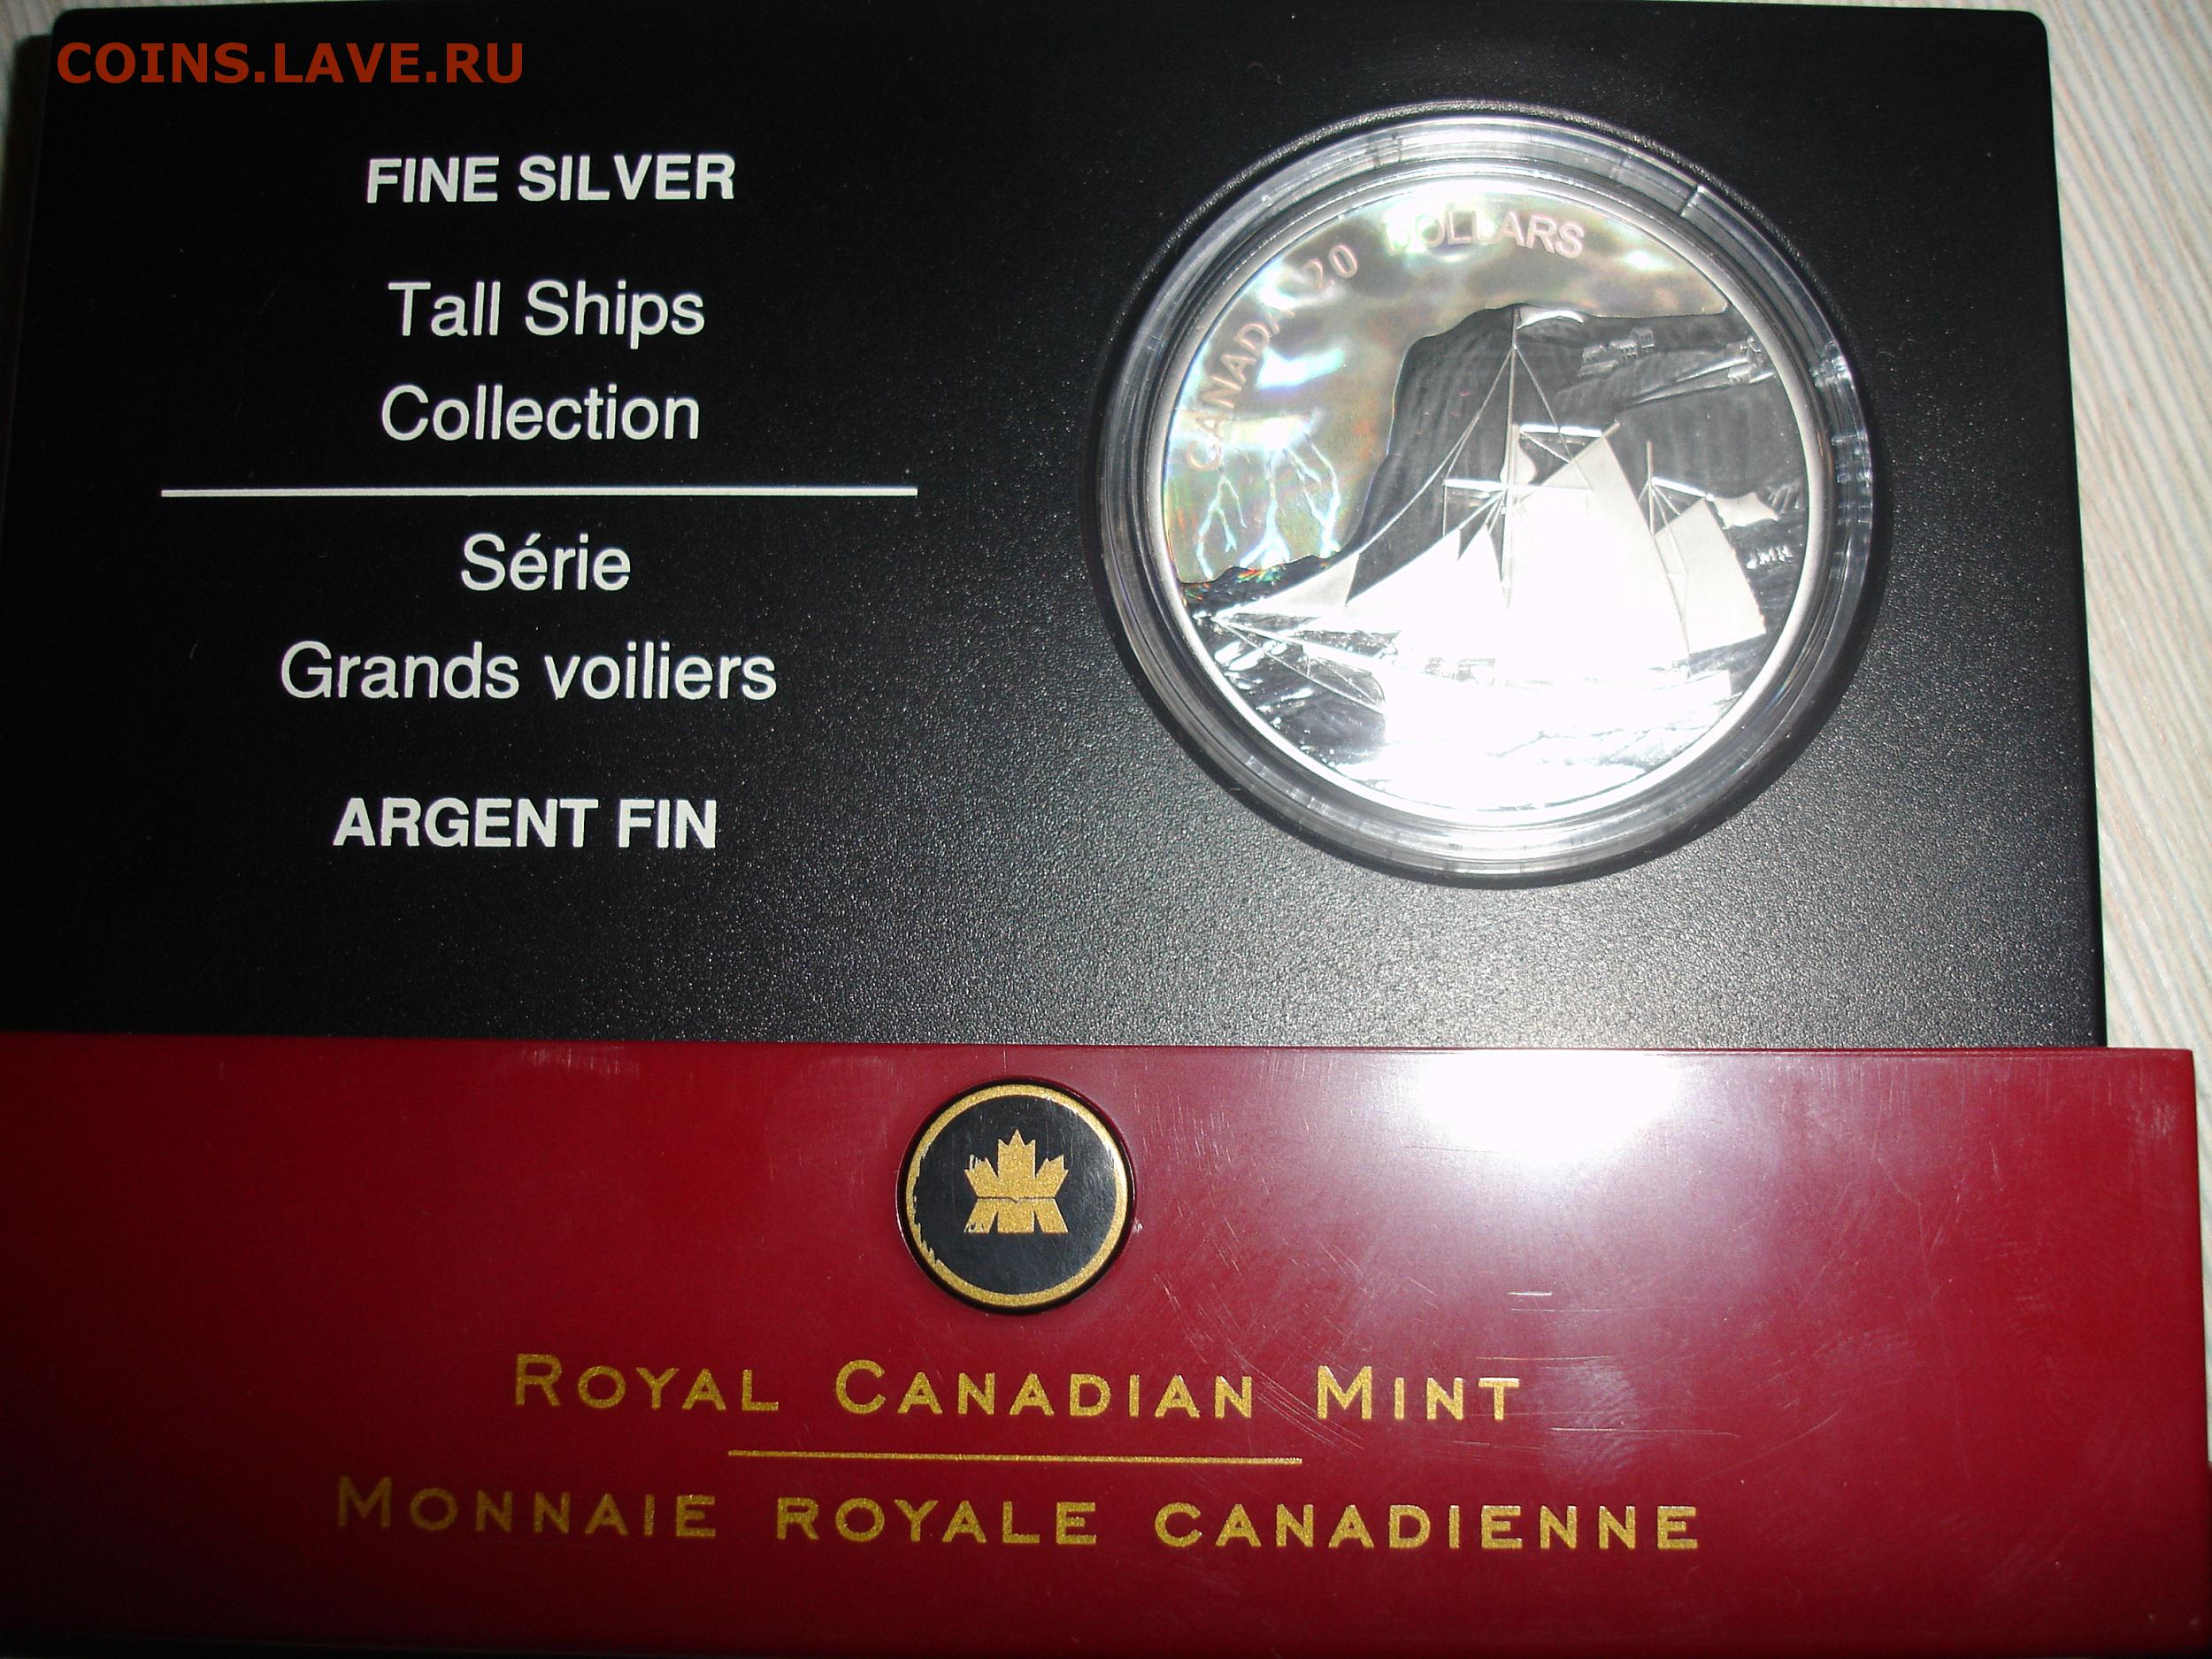 COINS.LAVE.RU
FINE SILVER
Tall Ships
Collection
Série
Grands voiliers
ARGENT FIN
CANADA 20 DOLLARS
ROYAL CANADIAN MINT
MONNAIE ROYALE CANADIENNE